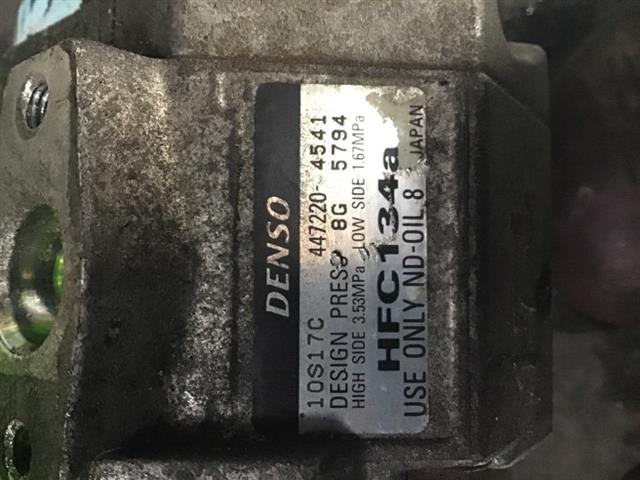 DENSO
10S17C 447220-4541
DESIGN PRESS 8G 5794
HIGH SIDE 3.53MPa LOW SIDE 1.67MPa
HFC134a
USE ONLY ND-OIL 8 JAPAN